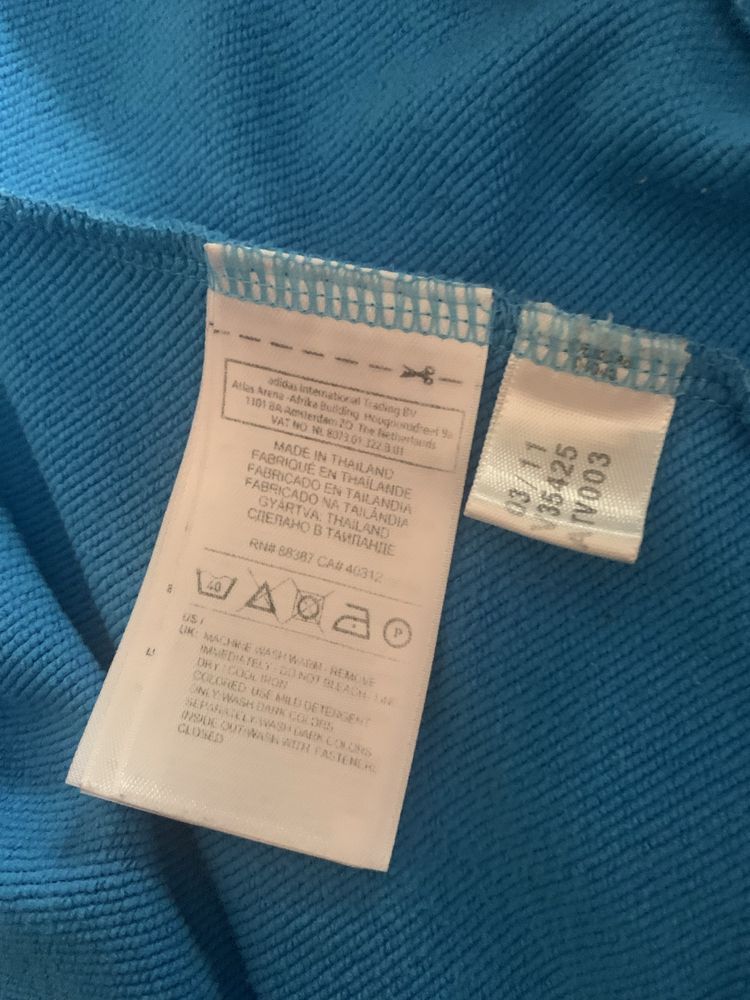 adidas International Trading BV
Atlas Arena -Afrika Building Hoogoorddreef 9a
1101 BA Amsterdam ZO The Netherlands
VAT NO: NL 8073.01.322.B.01
MADE IN THAILAND
FABRIQUÉ EN THAÏLANDE
FABRICADO EN TAILANDIA
FABRICADO NA TAILÂNDIA
GYÁRTVA: THAILAND
СДЕЛАНО В ТАИЛАНДЕ
RN# 88387 CA# 40312
40
P
US /
UK: MACHINE WASH WARM - REMOVE
IMMEDIATELY - DO NOT BLEACH - LINE
DRY - COOL IRON
COLORED: USE MILD DETERGENT
ONLY-WASH DARK COLORS
SEPARATELY-WASH DARK COLORS
INSIDE OUT-WASH WITH FASTENERS
CLOSED
03/11
V35425